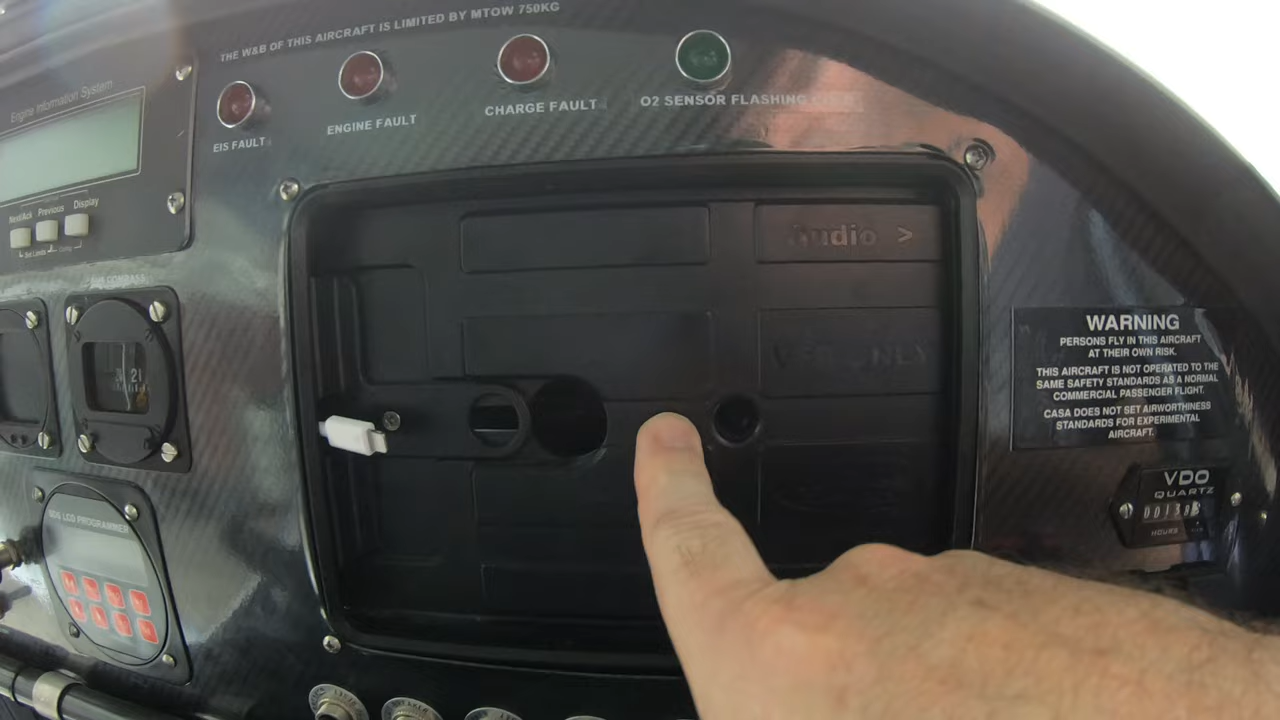 THE W&B OF THIS AIRCRAFT IS LIMITED BY MTOW 750KG
Engine Information System
Next/Ack Previous Display
EIS FAULT
ENGINE FAULT
CHARGE FAULT
O2 SENSOR FLASHING
Audio >
WARNING
PERSONS FLY IN THIS AIRCRAFT
AT THEIR OWN RISK.
THIS AIRCRAFT IS NOT OPERATED TO THE
SAME SAFETY STANDARDS AS A NORMAL
COMMERCIAL PASSENGER FLIGHT.
CASA DOES NOT SET AIRWORTHINESS
STANDARDS FOR EXPERIMENTAL
AIRCRAFT.
LCD PROGRAMMER
VDO
QUARTZ
HOURS